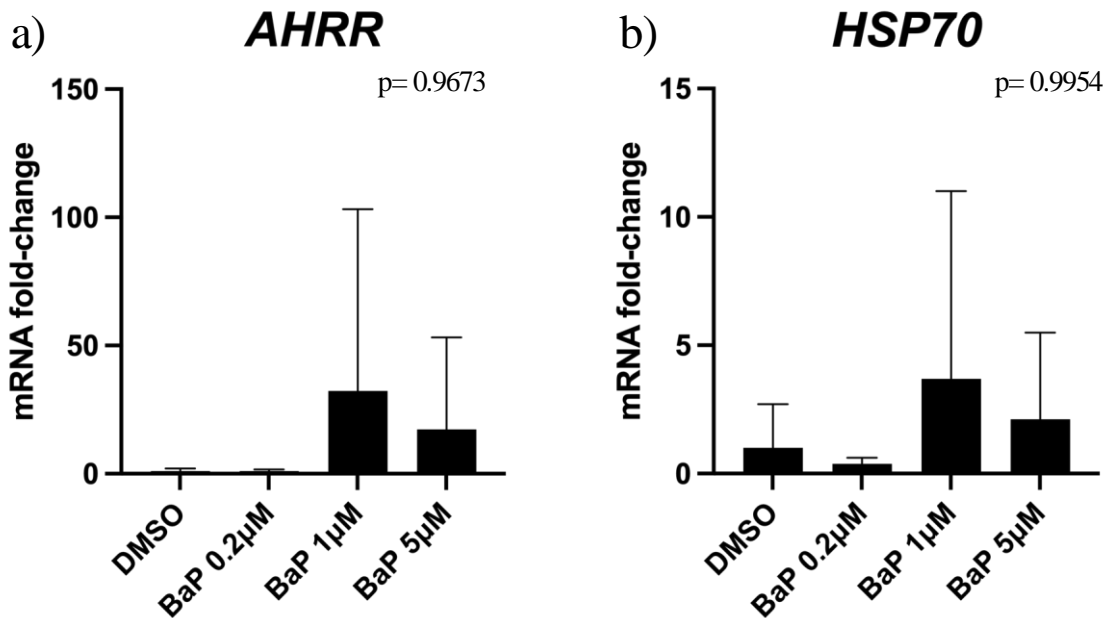 a)
AHRR
p= 0.9673
mRNA fold-change
150
100
50
0
DMSO
BaP 0.2µM
BaP 1µM
BaP 5µM
b)
HSP70
p= 0.9954
mRNA fold-change
15
10
5
0
DMSO
BaP 0.2µM
BaP 1µM
BaP 5µM